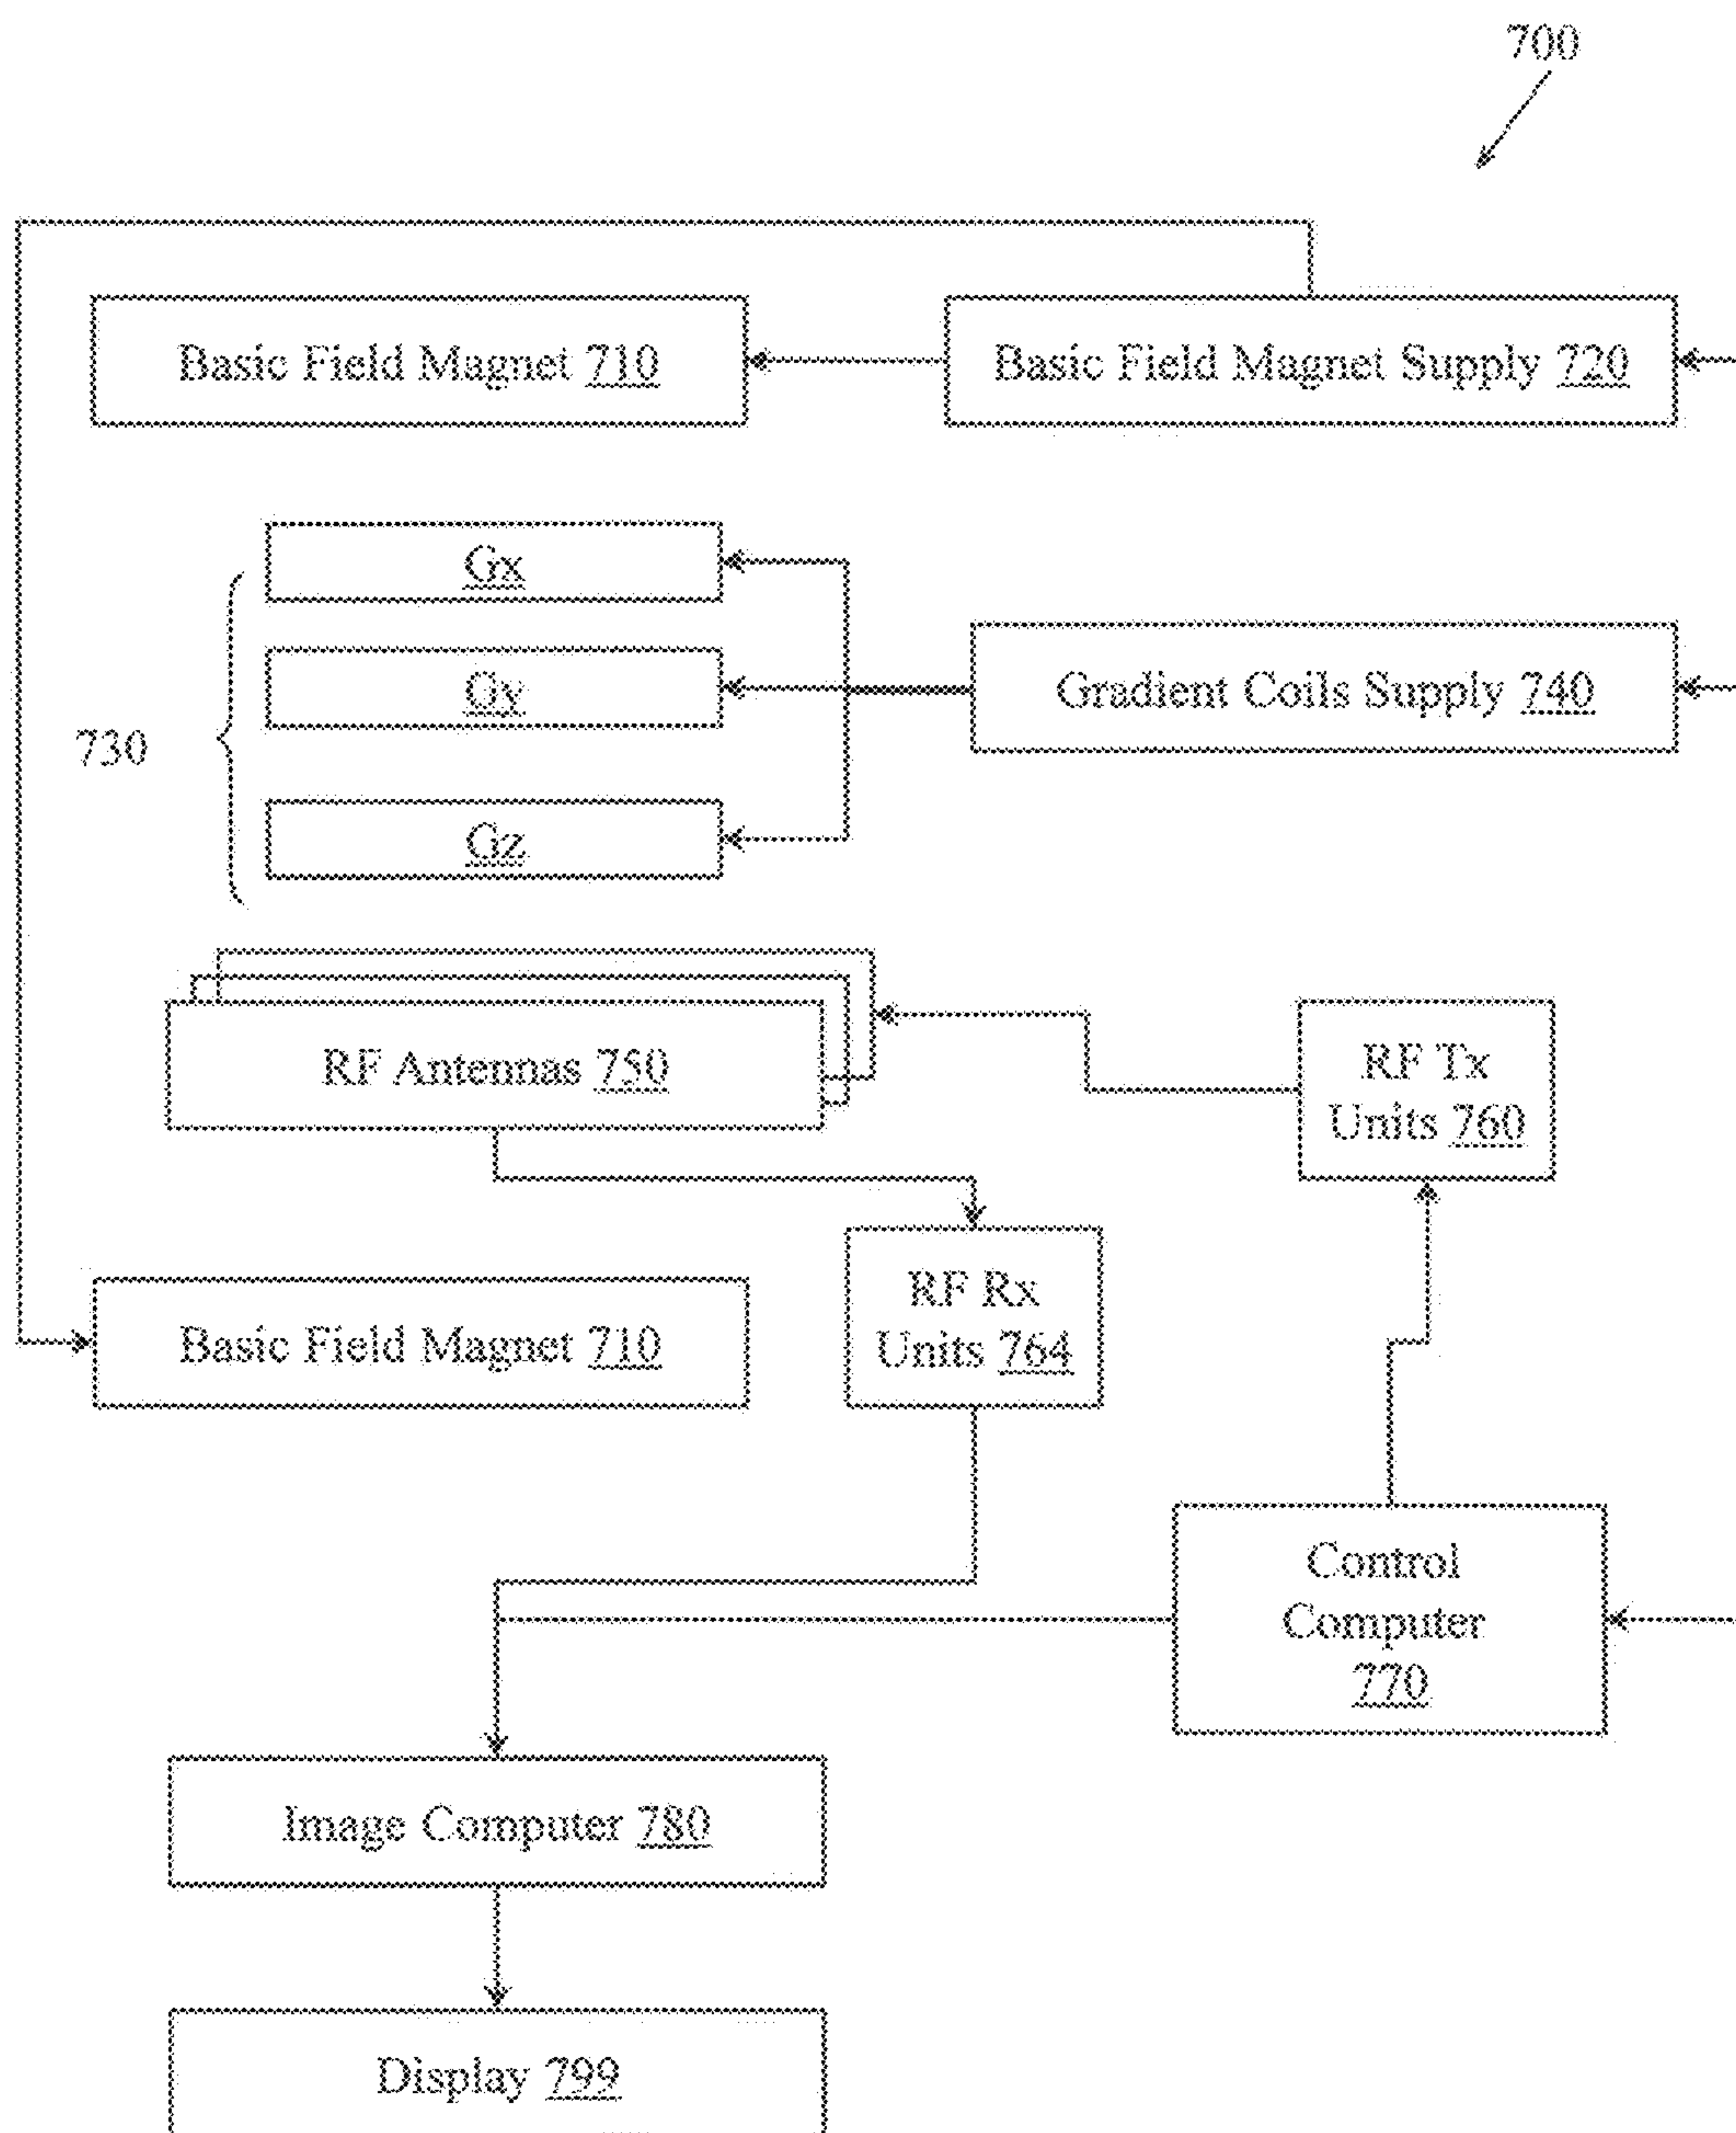 700
Basic Field Magnet 710
Basic Field Magnet Supply 720
Gx
Gy
Gz
730
Gradient Coils Supply 740
RF Antennas 750
RF Tx
Units 760
RF Rx
Units 764
Basic Field Magnet 710
Control
Computer
770
Image Computer 780
Display 799